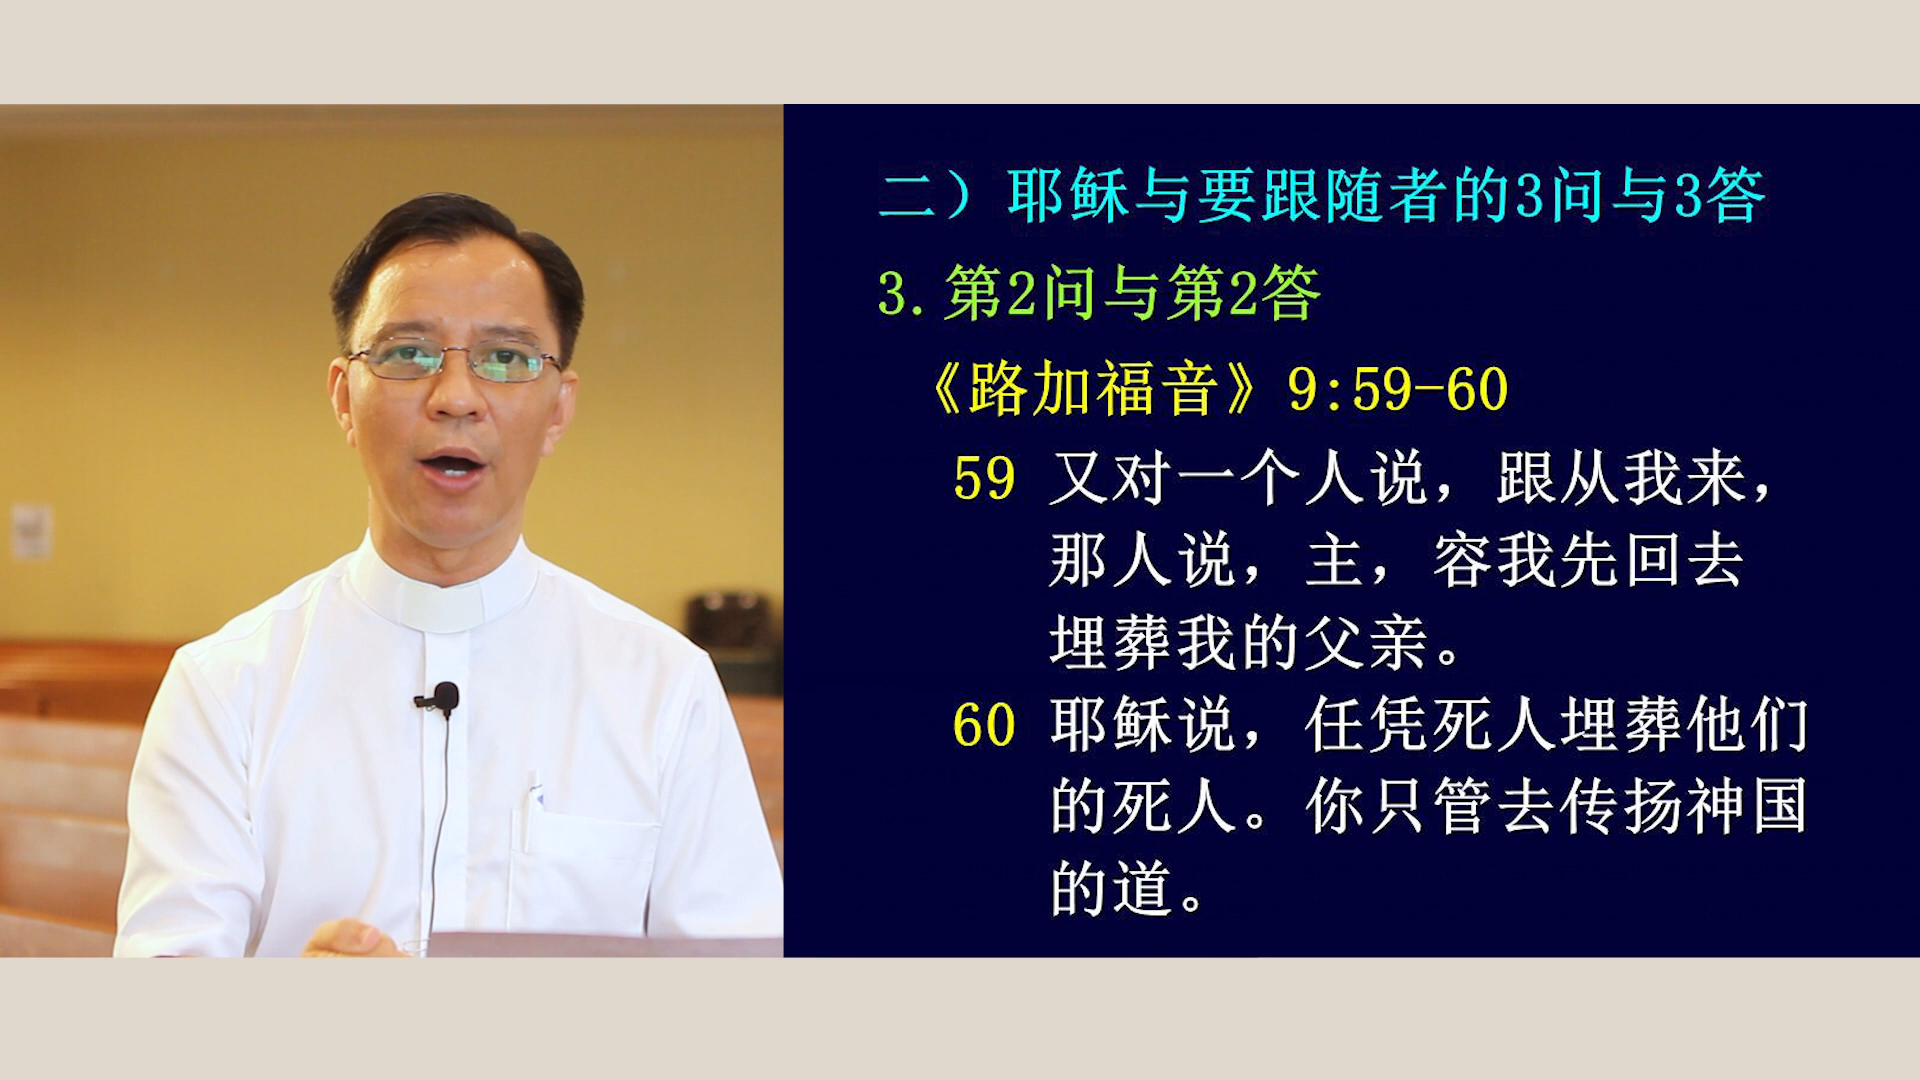 二）耶稣与要跟随者的3问与3答
3.第2问与第2答
《路加福音》9:59-60
59 又对一个人说，跟从我来，
那人说，主，容我先回去
埋葬我的父亲。
60 耶稣说，任凭死人埋葬他们
的死人。你只管去传扬神国
的道。